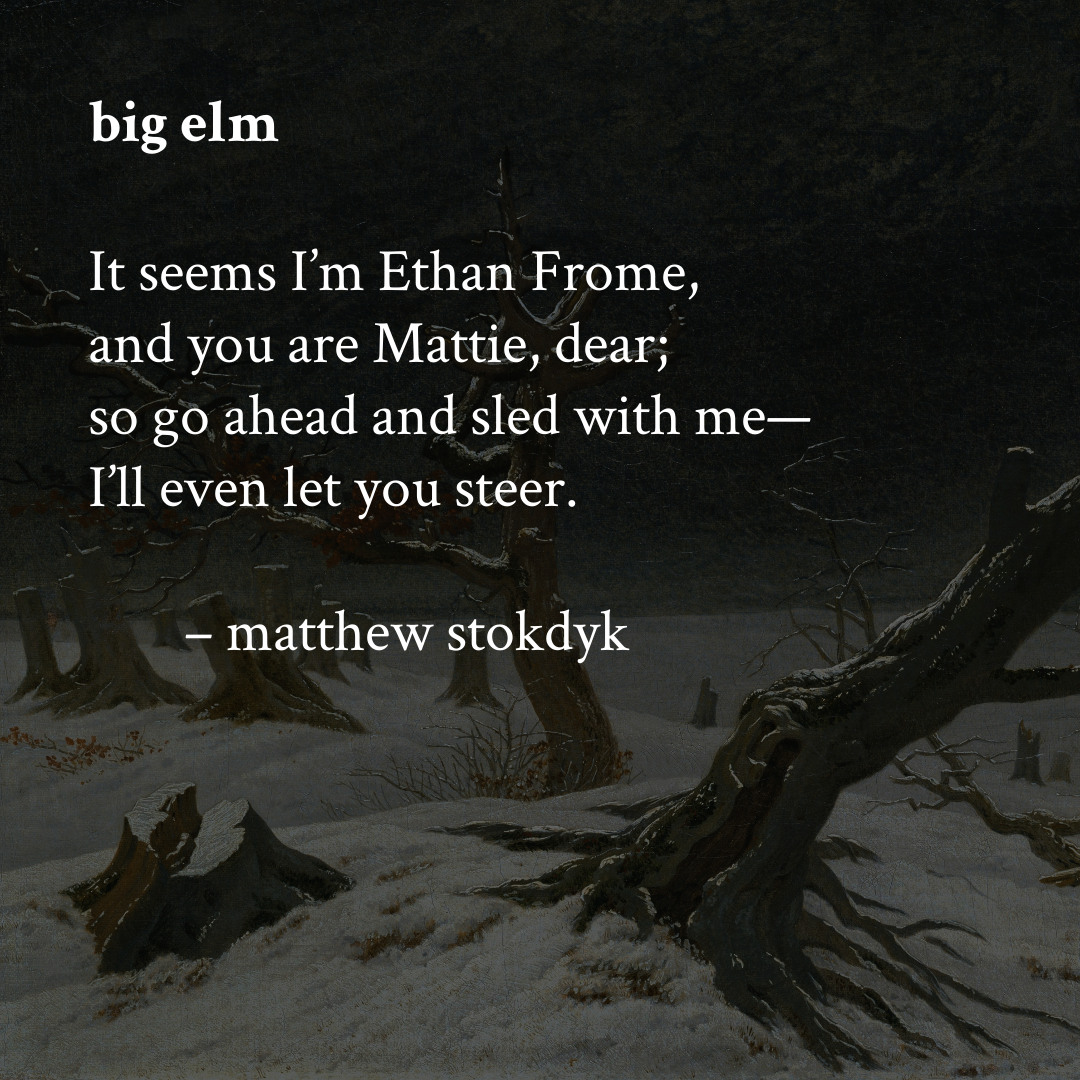 big elm
It seems I’m Ethan Frome,
and you are Mattie, dear;
so go ahead and sled with me—
I’ll even let you steer.
– matthew stokdyk